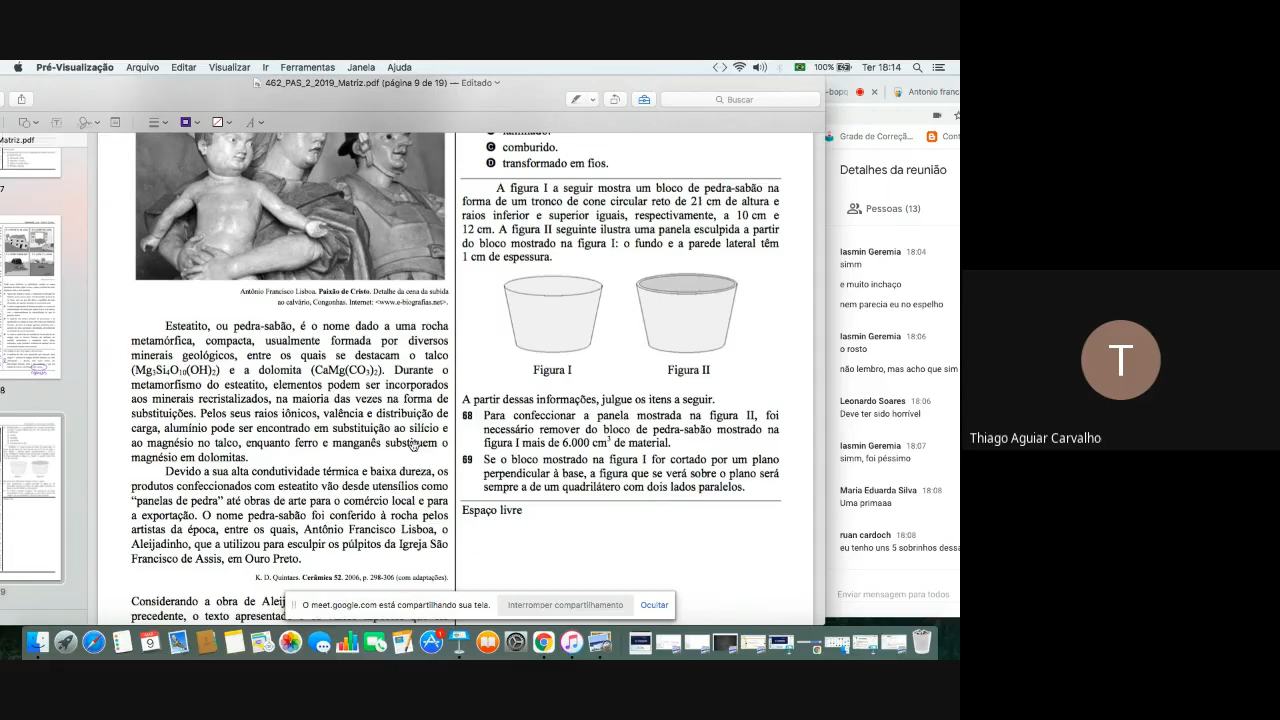 Pré-Visualização Arquivo Editar Visualizar Ir Ferramentas Janela Ajuda
100% Ter 18:14
462_PAS_2_2019_Matriz.pdf (página 9 de 19) — Editado
Buscar
Antonio franc
Matriz.pdf
7
8
9
Antônio Francisco Lisboa. Paixão de Cristo. Detalhe da cena da subida
ao calvário, Congonhas. Internet: <www.e-biografias.net>.
Esteatito, ou pedra-sabão, é o nome dado a uma rocha
metamórfica, compacta, usualmente formada por diversos
minerais geológicos, entre os quais se destacam o talco
(Mg3Si4O10(OH)2) e a dolomita (CaMg(CO3)2). Durante o
metamorfismo do esteatito, elementos podem ser incorporados
aos minerais recristalizados, na maioria das vezes na forma de
substituições. Pelos seus raios iônicos, valência e distribuição de
carga, alumínio pode ser encontrado em substituição ao silício e
ao magnésio no talco, enquanto ferro e manganês substituem o
magnésio em dolomitas.
Devido a sua alta condutividade térmica e baixa dureza, os
produtos confeccionados com esteatito vão desde utensílios como
“panelas de pedra” até obras de arte para o comércio local e para
a exportação. O nome pedra-sabão foi conferido à rocha pelos
artistas da época, entre os quais, Antônio Francisco Lisboa, o
Aleijadinho, que a utilizou para esculpir os púlpitos da Igreja São
Francisco de Assis, em Ouro Preto.
K. D. Quintaes. Cerâmica 52. 2006, p. 298-306 (com adaptações).
Considerando a obra de Aleij
precedente, o texto apresentad
laminado.
C comburido.
D transformado em fios.
A figura I a seguir mostra um bloco de pedra-sabão na
forma de um tronco de cone circular reto de 21 cm de altura e
raios inferior e superior iguais, respectivamente, a 10 cm e
12 cm. A figura II seguinte ilustra uma panela esculpida a partir
do bloco mostrado na figura I: o fundo e a parede lateral têm
1 cm de espessura.
Figura I Figura II
A partir dessas informações, julgue os itens a seguir.
68 Para confeccionar a panela mostrada na figura II, foi
necessário remover do bloco de pedra-sabão mostrado na
figura I mais de 6.000 cm³ de material.
69 Se o bloco mostrado na figura I for cortado por um plano
perpendicular à base, a figura que se verá sobre o plano será
sempre a de um quadrilátero com dois lados paralelos.
Espaço livre
O meet.google.com está compartilhando sua tela. Interromper compartilhamento Ocultar
Grade de Correçã... Cont
Detalhes da reunião
Pessoas (13)
Iasmin Geremia 18:04
simm
e muito inchaço
nem parecia eu no espelho
Iasmin Geremia 18:06
o rosto
não lembro, mas acho que sim
Leonardo Soares 18:06
Deve ter sido horrível
Iasmin Geremia 18:07
simm, foi péssimo
Maria Eduarda Silva 18:08
Uma primaaa
ruan cardoch 18:08
eu tenho uns 5 sobrinhos dessa
Enviar mensagem para todos
T
Thiago Aguiar Carvalho